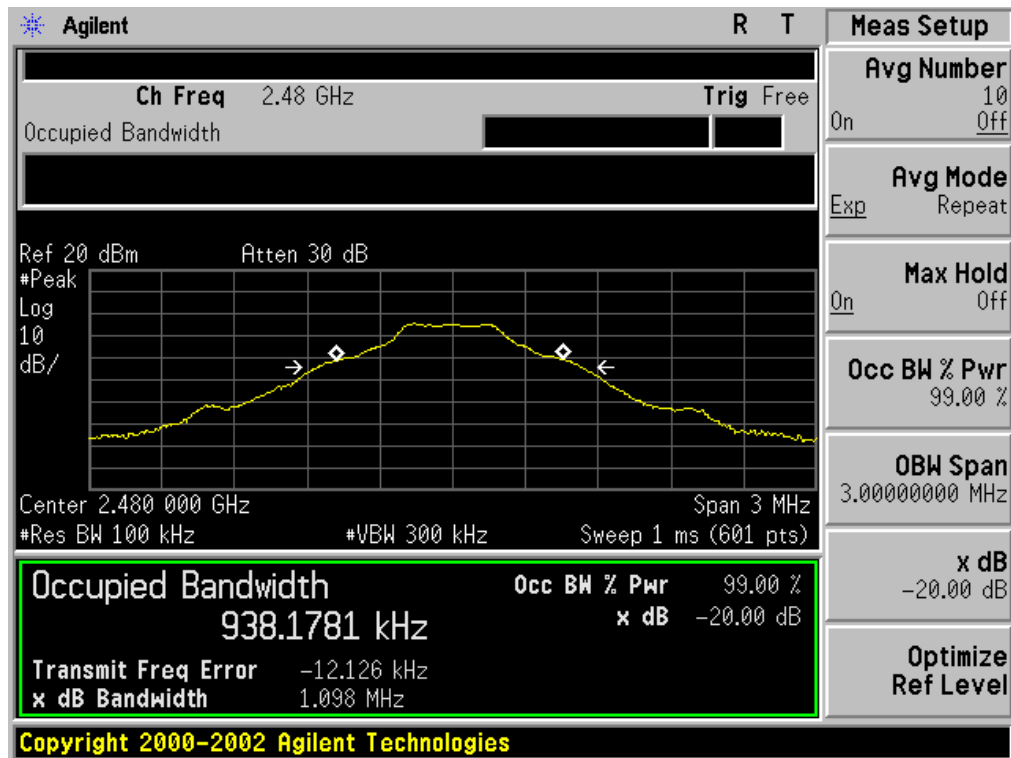 Agilent R T
Ch Freq 2.48 GHz Trig Free
Occupied Bandwidth
Ref 20 dBm Atten 30 dB
#Peak
Log
10
dB/
Center 2.480 000 GHz Span 3 MHz
#Res BW 100 kHz #VBW 300 kHz Sweep 1 ms (601 pts)
Occupied Bandwidth Occ BW % Pwr 99.00 %
938.1781 kHz x dB -20.00 dB
Transmit Freq Error -12.126 kHz
x dB Bandwidth 1.098 MHz
Copyright 2000-2002 Agilent Technologies
Meas Setup
Avg Number
10
On Off
Avg Mode
Exp Repeat
Max Hold
On Off
Occ BW % Pwr
99.00 %
OBW Span
3.00000000 MHz
x dB
-20.00 dB
Optimize
Ref Level